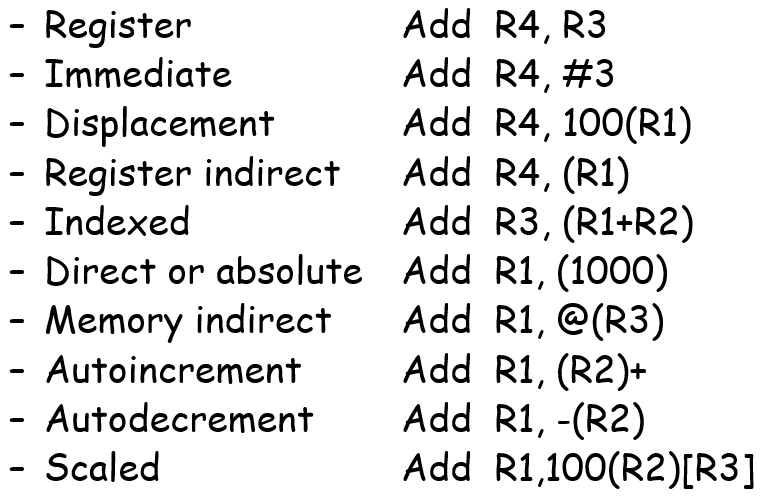 – Register Add R4, R3
– Immediate Add R4, #3
– Displacement Add R4, 100(R1)
– Register indirect Add R4, (R1)
– Indexed Add R3, (R1+R2)
– Direct or absolute Add R1, (1000)
– Memory indirect Add R1, @(R3)
– Autoincrement Add R1, (R2)+
– Autodecrement Add R1, -(R2)
– Scaled Add R1,100(R2)[R3]